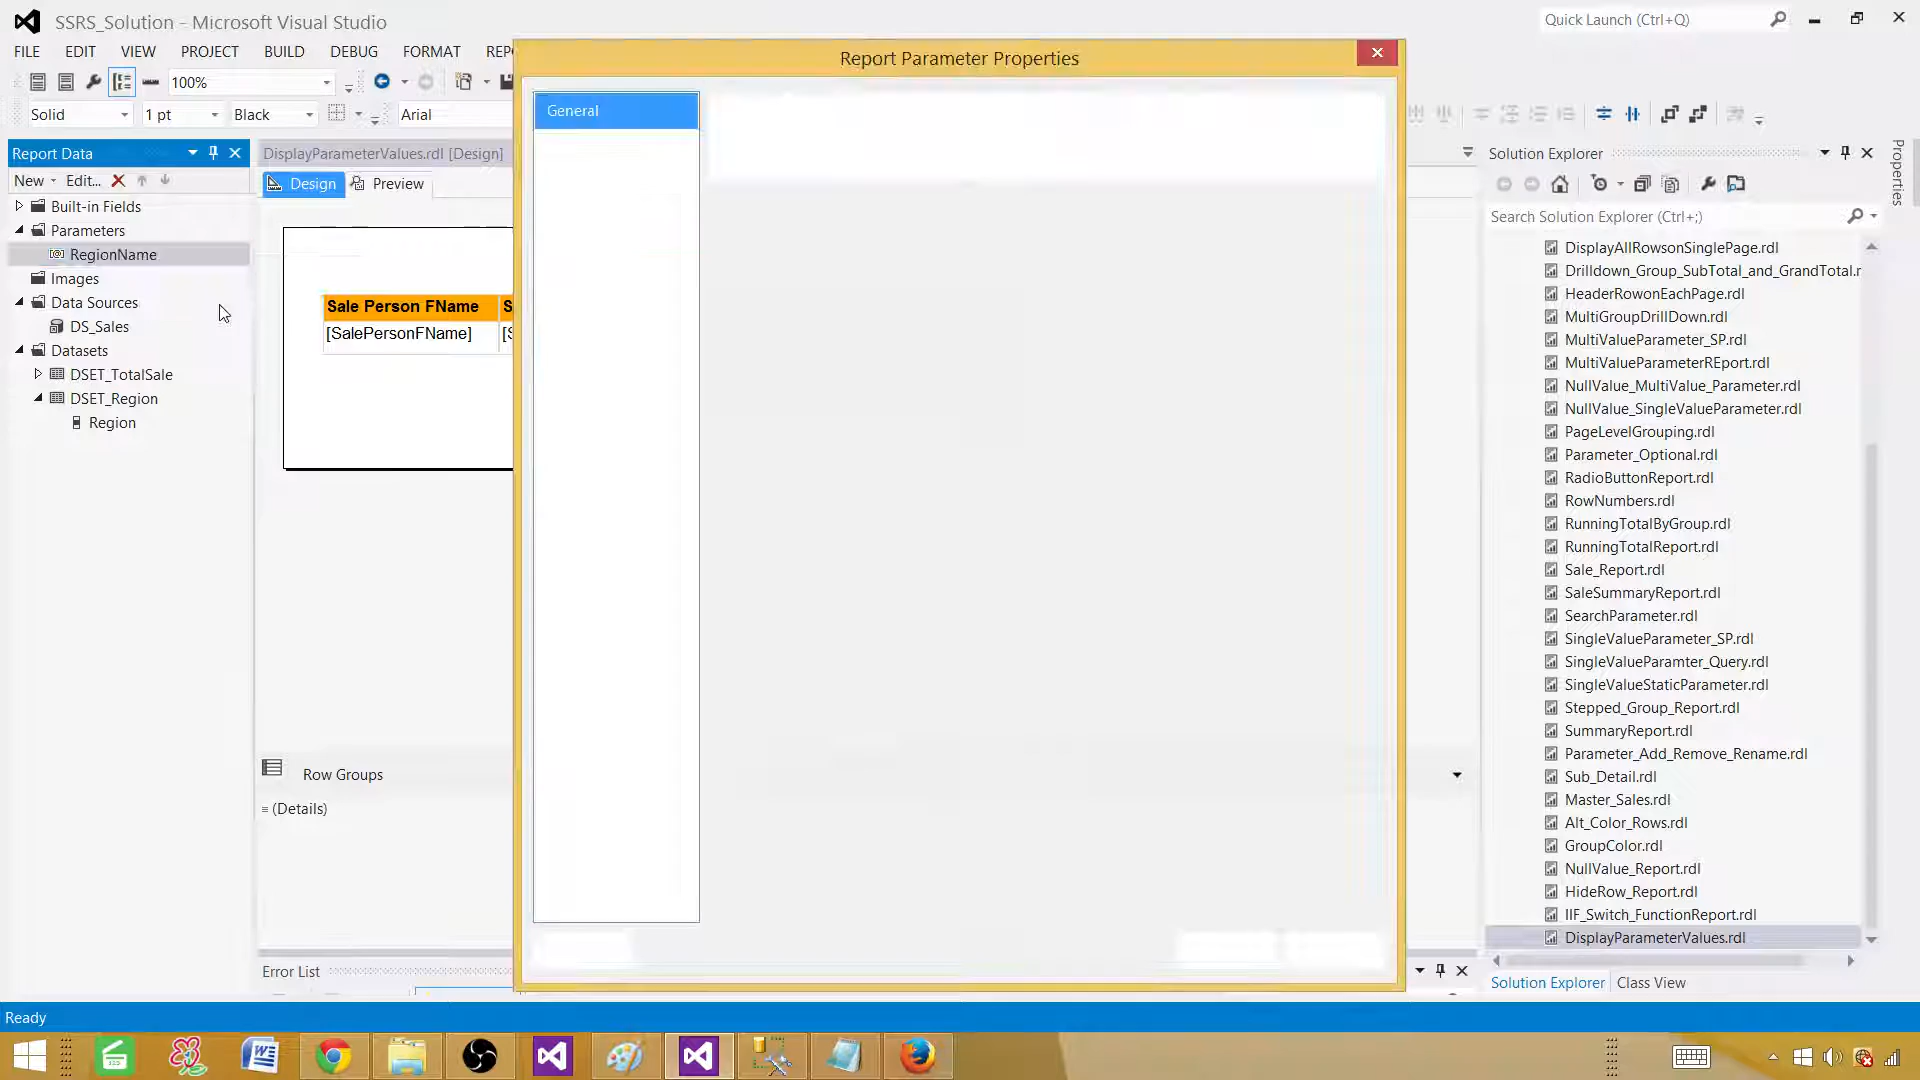 SSRS_Solution - Microsoft Visual Studio
Quick Launch (Ctrl+Q)
FILE EDIT VIEW PROJECT BUILD DEBUG FORMAT REP
100%
Solid 1 pt Black Arial
Report Data
New Edit...
Built-in Fields
Parameters
RegionName
Images
Data Sources
DS_Sales
Datasets
DSET_TotalSale
DSET_Region
Region
DisplayParameterValues.rdl [Design]
Design Preview
Sale Person FName S
[SalePersonFName] [S
Row Groups
(Details)
Error List
Report Parameter Properties
General
Solution Explorer
Search Solution Explorer (Ctrl+;)
DisplayAllRowsonSinglePage.rdl
Drilldown_Group_SubTotal_and_GrandTotal.r
HeaderRowonEachPage.rdl
MultiGroupDrillDown.rdl
MultiValueParameter_SP.rdl
MultiValueParameterREport.rdl
NullValue_MultiValue_Parameter.rdl
NullValue_SingleValueParameter.rdl
PageLevelGrouping.rdl
Parameter_Optional.rdl
RadioButtonReport.rdl
RowNumbers.rdl
RunningTotalByGroup.rdl
RunningTotalReport.rdl
Sale_Report.rdl
SaleSummaryReport.rdl
SearchParameter.rdl
SingleValueParameter_SP.rdl
SingleValueParamter_Query.rdl
SingleValueStaticParameter.rdl
Stepped_Group_Report.rdl
SummaryReport.rdl
Parameter_Add_Remove_Rename.rdl
Sub_Detail.rdl
Master_Sales.rdl
Alt_Color_Rows.rdl
GroupColor.rdl
NullValue_Report.rdl
HideRow_Report.rdl
IIF_Switch_FunctionReport.rdl
DisplayParameterValues.rdl
Solution Explorer Class View
Properties
Ready